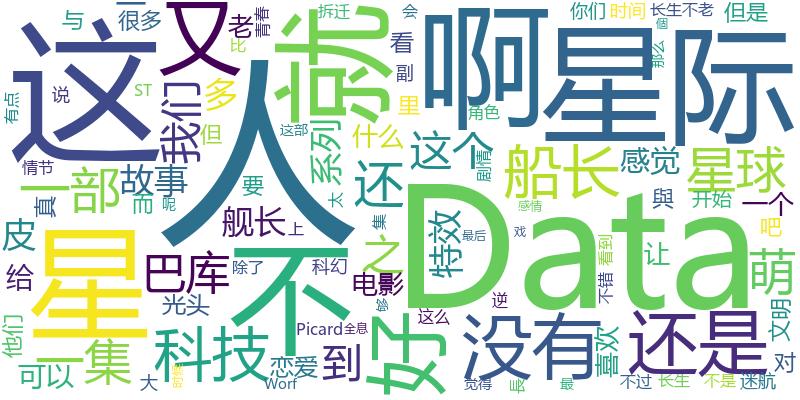 与
很多
又
老
青春
比
拆迁
会
你们
时间
长生不老
但是
個
那么
有点
说
ST
这
人
我们
多
但
就
看
副
里
啊
星际
角色
情节
真
一部
故事
而
呢
要
这部
系列
太
什么
还
这个
剧情
船长
感觉
星球
與
开始
一个
吧
皮
给
星
舰长
上
巴库
不
除了
科幻
之
集
特效
感情
最后
戏
Data
看到
不错
让
萌
文明
他们
光头
电影
够
Picard
全息
这么
逆
可以
一集
大
科技
时候
恋爱
Worf
到
好
没有
觉得
長
最
喜欢
还是
不过
长生
不是
迷航
对